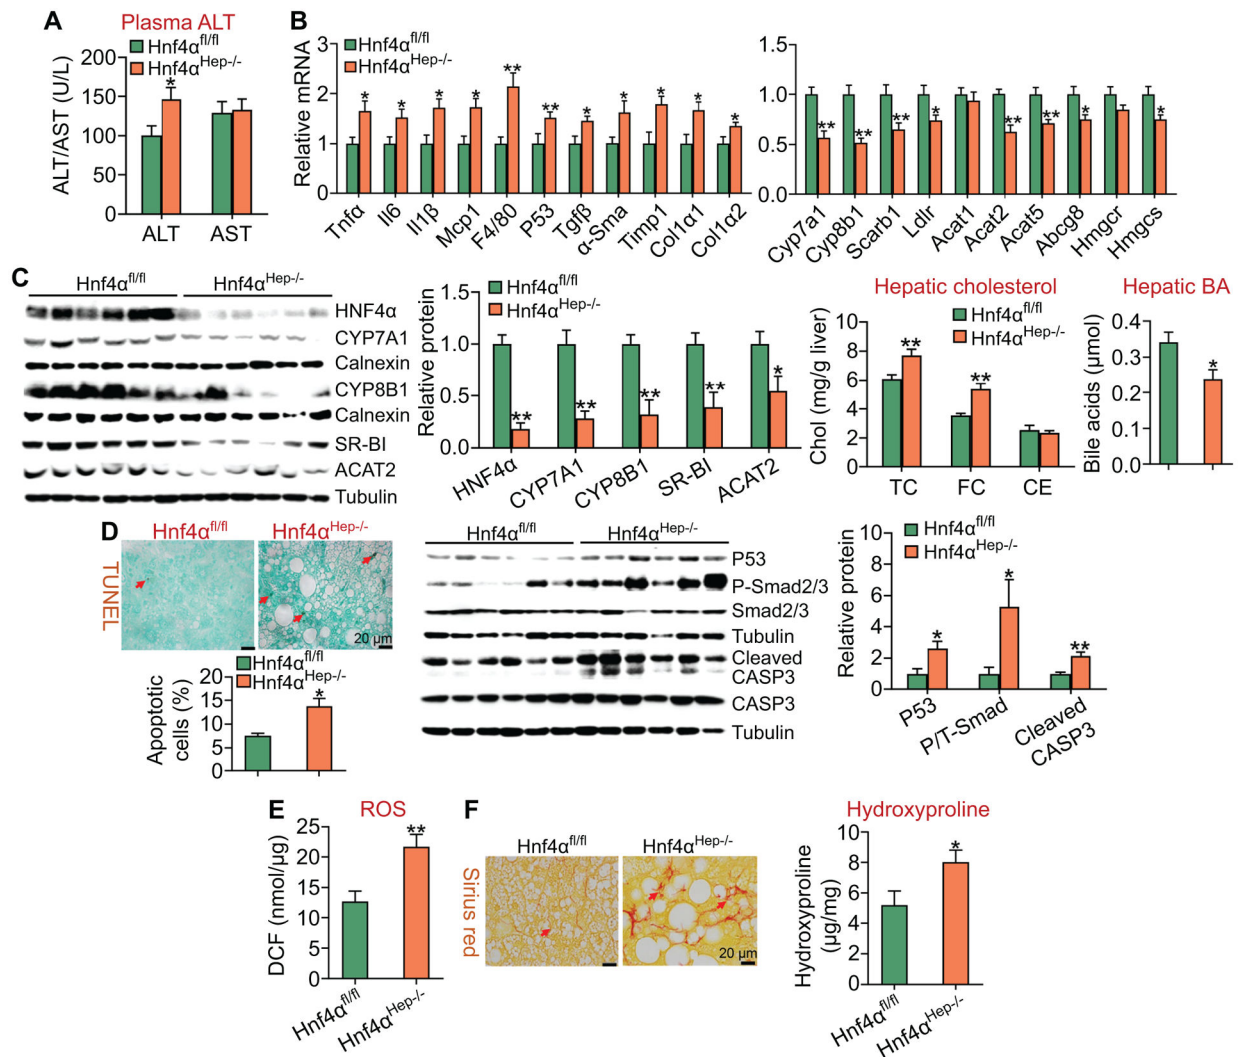 A
Plasma ALT
Hnf4α fl/fl
Hnf4α Hep-/-
ALT/AST (U/L)
200
150
100
50
0
*
ALT
AST
B
Hnf4α fl/fl
Hnf4α Hep-/-
Relative mRNA
3
2
1
0
* * * * ** ** * * * * *
Tnfα
Il6
Il1β
Mcp1
F4/80
P53
Tgfβ
α-Sma
Timp1
Col1α1
Col1α2
1.5
1.0
0.5
0.0
** ** ** * ** ** * *
Cyp7a1
Cyp8b1
Scarb1
Ldlr
Acat1
Acat2
Acat5
Abcg8
Hmgcr
Hmgcs
C
Hnf4α fl/fl
Hnf4α Hep-/-
HNF4α
CYP7A1
Calnexin
CYP8B1
Calnexin
SR-BI
ACAT2
Tubulin
Relative protein
1.5
1.0
0.5
0.0
Hnf4α fl/fl
Hnf4α Hep-/-
** ** ** ** *
HNF4α
CYP7A1
CYP8B1
SR-BI
ACAT2
Hepatic cholesterol
Hnf4α fl/fl
Hnf4α Hep-/-
Chol (mg/g liver)
10
8
6
4
2
0
** **
TC
FC
CE
Hepatic BA
Bile acids (μmol)
0.4
0.3
0.2
0.1
0.0
*
D
Hnf4α fl/fl
Hnf4α Hep-/-
TUNEL
20 μm
Hnf4α fl/fl
Hnf4α Hep-/-
Apoptotic
cells (%)
20
15
10
5
0
*
Hnf4α fl/fl
Hnf4α Hep-/-
P53
P-Smad2/3
Smad2/3
Tubulin
Cleaved
CASP3
CASP3
Tubulin
Hnf4α fl/fl
Hnf4α Hep-/-
Relative protein
10
8
6
4
2
0
* * **
P53
P/T-Smad
Cleaved
CASP3
E
ROS
DCF (nmol/μg)
25
20
15
10
5
0
**
Hnf4α fl/fl
Hnf4α Hep-/-
F
Hnf4α fl/fl
Hnf4α Hep-/-
Sirius red
20 μm
Hydroxyproline
Hydroxyproline
(μg/mg)
10
8
6
4
2
0
*
Hnf4α fl/fl
Hnf4α Hep-/-